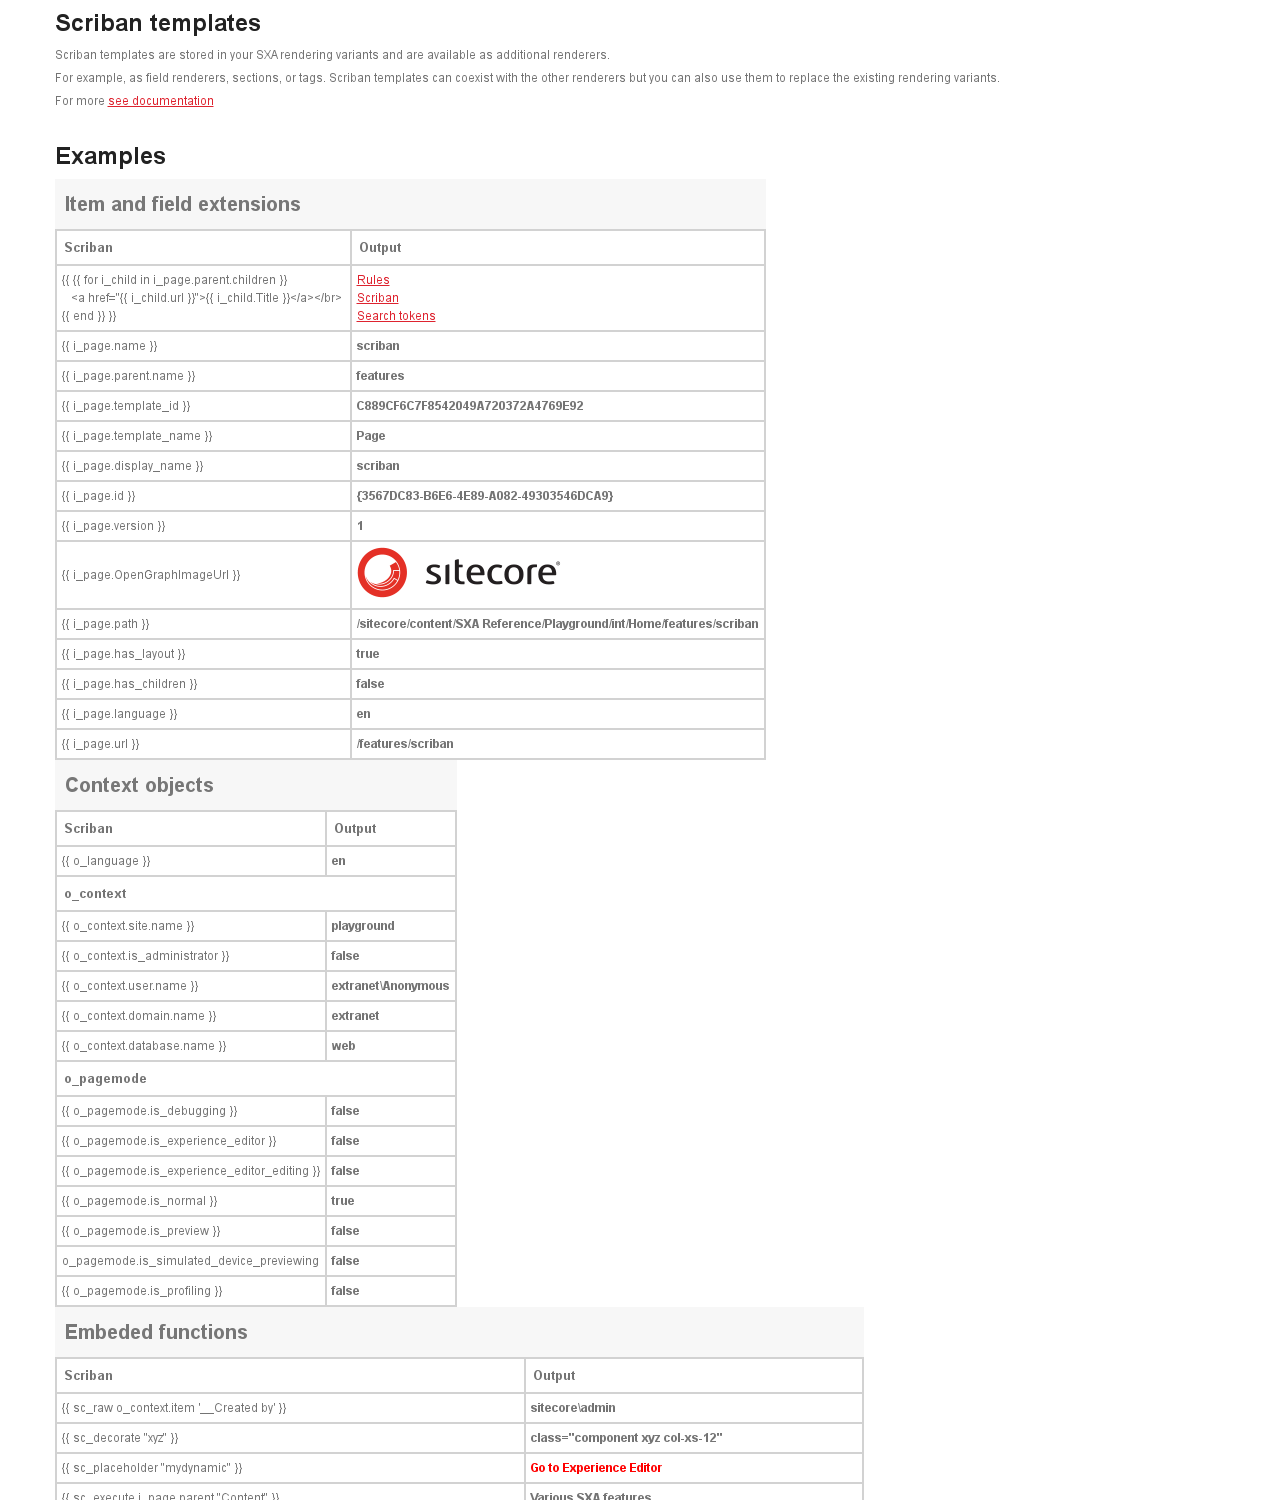 Scriban templates
Scriban templates are stored in your SXA rendering variants and are available as additional renderers.
For example, as field renderers, sections, or tags. Scriban templates can coexist with the other renderers but you can also use them to replace the existing rendering variants.
For more see documentation
Examples
Item and field extensions
Scriban Output
{{ {{ for i_child in i_page.parent.children }}
<a href="{{ i_child.url }}">{{ i_child.Title }}</a></br>
{{ end }} }}
Rules
Scriban
Search tokens
{{ i_page.name }} scriban
{{ i_page.parent.name }} features
{{ i_page.template_id }} C889CF6C7F8542049A720372A4769E92
{{ i_page.template_name }} Page
{{ i_page.display_name }} scriban
{{ i_page.id }} {3567DC83-B6E6-4E89-A082-49303546DCA9}
{{ i_page.version }} 1
{{ i_page.OpenGraphImageUrl }} sitecore
{{ i_page.path }} /sitecore/content/SXA Reference/Playground/int/Home/features/scriban
{{ i_page.has_layout }} true
{{ i_page.has_children }} false
{{ i_page.language }} en
{{ i_page.url }} /features/scriban
Context objects
Scriban Output
{{ o_language }} en
o_context
{{ o_context.site.name }} playground
{{ o_context.is_administrator }} false
{{ o_context.user.name }} extranet\Anonymous
{{ o_context.domain.name }} extranet
{{ o_context.database.name }} web
o_pagemode
{{ o_pagemode.is_debugging }} false
{{ o_pagemode.is_experience_editor }} false
{{ o_pagemode.is_experience_editor_editing }} false
{{ o_pagemode.is_normal }} true
{{ o_pagemode.is_preview }} false
o_pagemode.is_simulated_device_previewing false
{{ o_pagemode.is_profiling }} false
Embeded functions
Scriban Output
{{ sc_raw o_context.item '__Created by' }} sitecore\admin
{{ sc_decorate "xyz" }} class="component xyz col-xs-12"
{{ sc_placeholder "mydynamic" }} Go to Experience Editor
{{ sc_execute i_page.parent "Content" }} Various SXA features